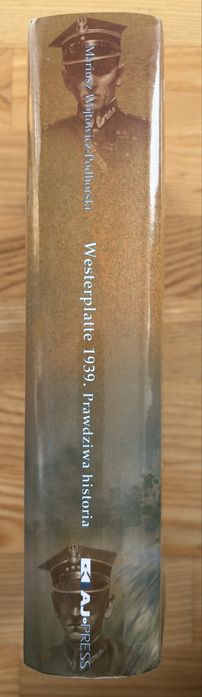 Mariusz Wójtowicz-Podhorski
Westerplatte 1939. Prawdziwa historia
AJ•PRESS